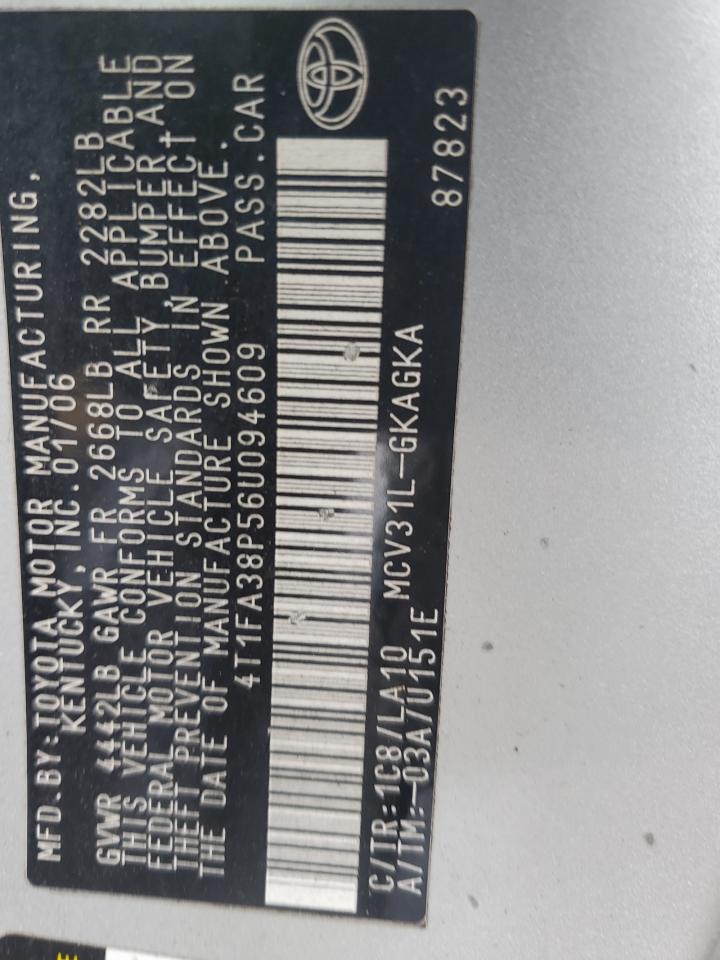 MFD.BY:TOYOTA MOTOR MANUFACTURING,
KENTUCKY,INC.01/06
GVWR 4442LB GAWR FR 2668LB RR 2282LB
THIS VEHICLE CONFORMS TO ALL APPLICABLE
FEDERAL MOTOR VEHICLE SAFETY,BUMPER AND
THEFT PREVENTION STANDARDS IN EFFECT ON
THE DATE OF MANUFACTURE SHOWN ABOVE.
4T1FA38P56U094609 PASS.CAR
C/TR:1C8/LA10 MCV31L-GKAGKA
A/TM:-03A/U151E
87823
E